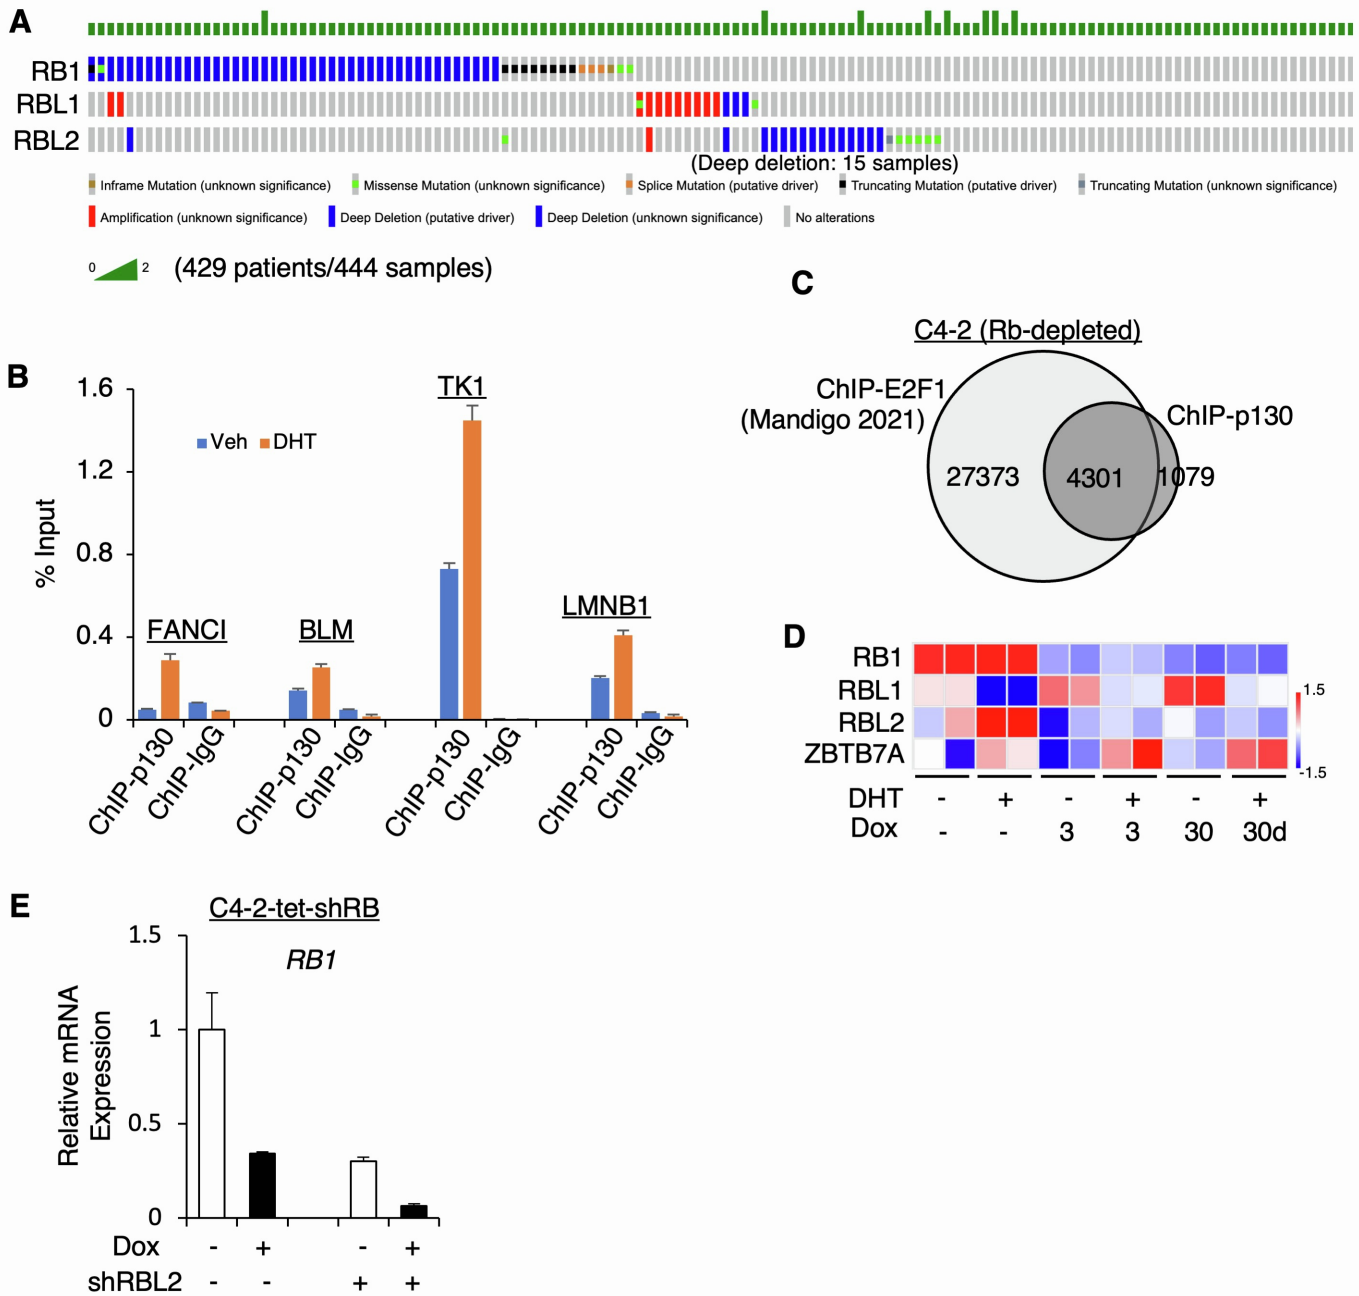 A
RB1
RBL1
RBL2
(Deep deletion: 15 samples)
Inframe Mutation (unknown significance) Missense Mutation (unknown significance) Splice Mutation (putative driver) Truncating Mutation (putative driver) Truncating Mutation (unknown significance)
Amplification (unknown significance) Deep Deletion (putative driver) Deep Deletion (unknown significance) No alterations
0 2 (429 patients/444 samples)
B
% Input
1.6
1.2
0.8
0.4
0
Veh DHT
FANCI
BLM
TK1
LMNB1
ChIP-p130
ChIP-IgG
ChIP-p130
ChIP-IgG
ChIP-p130
ChIP-IgG
ChIP-p130
ChIP-IgG
C
C4-2 (Rb-depleted)
ChIP-E2F1
(Mandigo 2021)
ChIP-p130
27373 4301 1079
D
RB1
RBL1
RBL2
ZBTB7A
1.5
-1.5
DHT - + - + - +
Dox - - 3 3 30 30d
E
C4-2-tet-shRB
RB1
Relative mRNA
Expression
1.5
1
0.5
0
Dox - + - +
shRBL2 - - + +